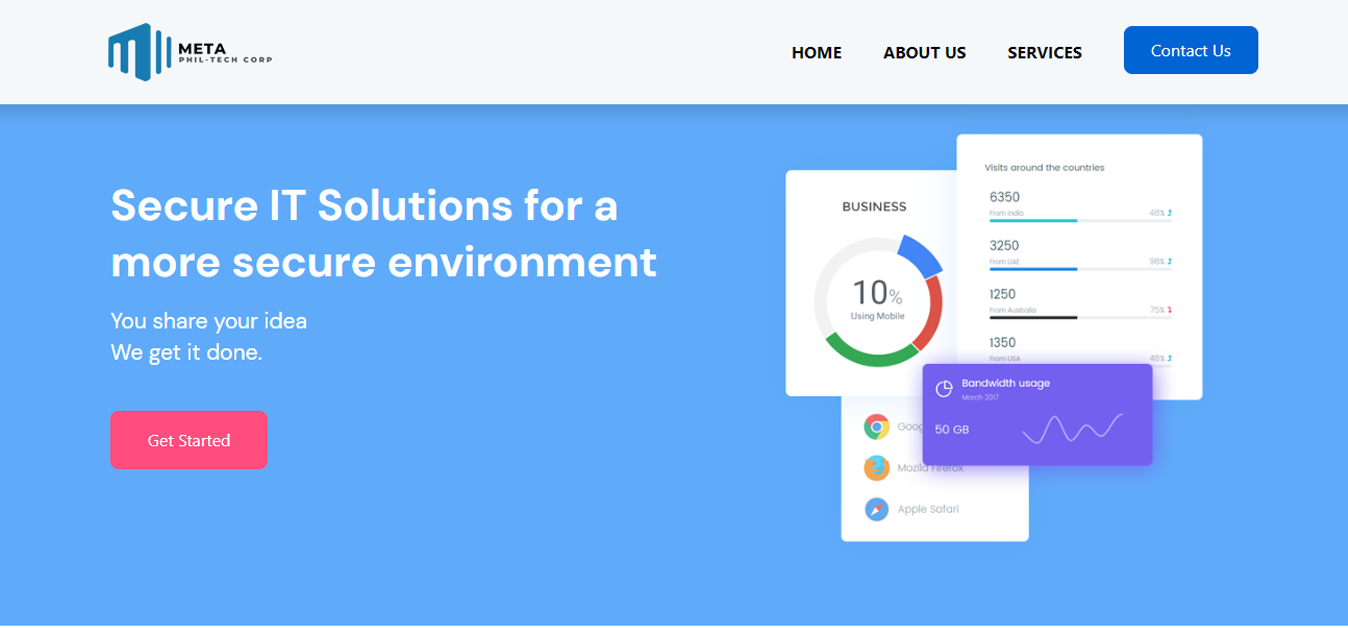 META
PHIL-TECH CORP
HOME
ABOUT US
SERVICES
Contact Us
Secure IT Solutions for a
more secure environment
You share your idea
We get it done.
Get Started
BUSINESS
10%
Using Mobile
Visits around the countries
6350
From India
48%
3250
From UAE
98%
1250
From Australia
75%
1350
From USA
48%
Bandwidth usage
March 2017
50 GB
Mozila Firefox
Apple Safari